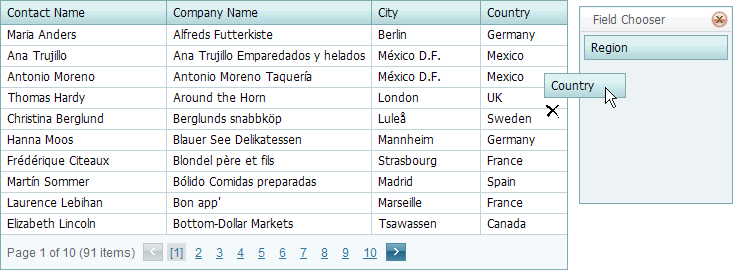 Contact Name Company Name City Country
Maria Anders Alfreds Futterkiste Berlin Germany
Ana Trujillo Ana Trujillo Emparedados y helados México D.F. Mexico
Antonio Moreno Antonio Moreno Taquería México D.F. Mexico
Thomas Hardy Around the Horn London UK
Christina Berglund Berglunds snabbköp Luleå Sweden
Hanna Moos Blauer See Delikatessen Mannheim Germany
Frédérique Citeaux Blondel père et fils Strasbourg France
Martín Sommer Bólido Comidas preparadas Madrid Spain
Laurence Lebihan Bon app' Marseille France
Elizabeth Lincoln Bottom-Dollar Markets Tsawassen Canada
Page 1 of 10 (91 items) [1] 2 3 4 5 6 7 8 9 10
Field Chooser
Region
Country